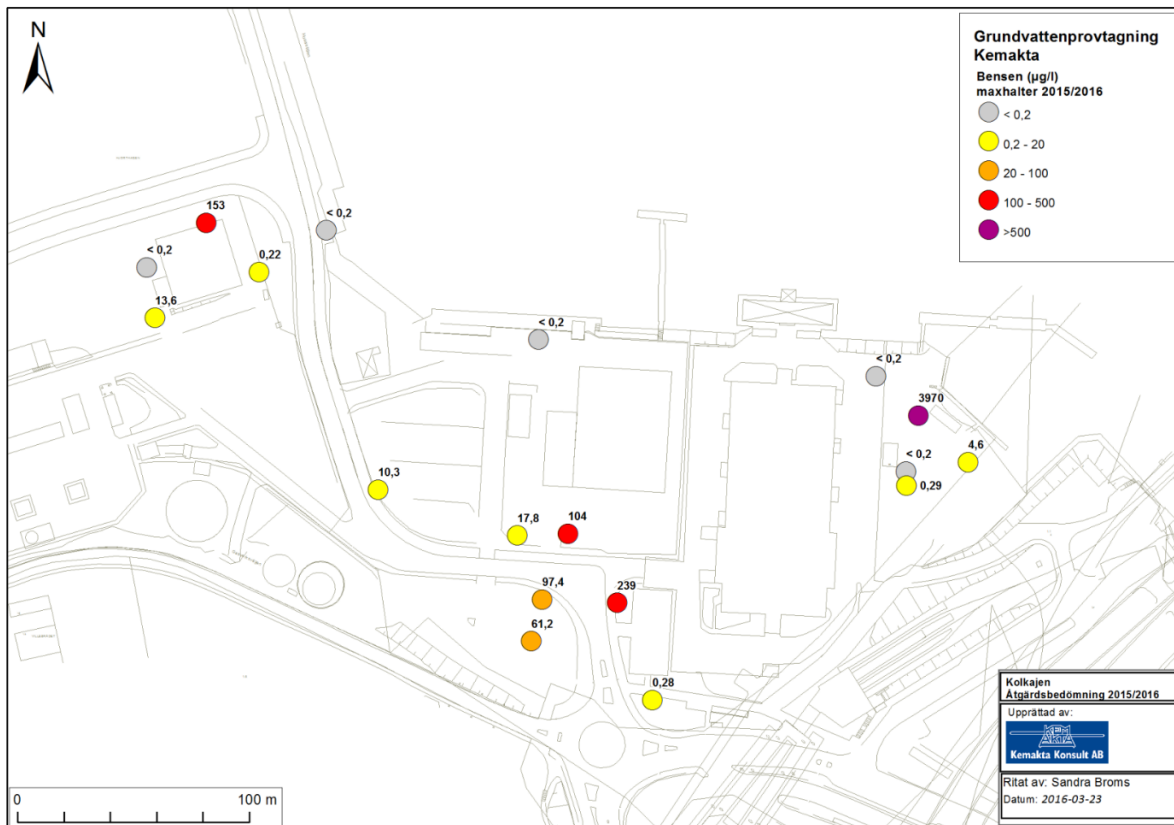 N
Grundvattenprovtagning
Kemakta
Bensen (µg/l)
maxhalter 2015/2016
< 0,2
0,2 - 20
20 - 100
100 - 500
>500
153
< 0,2
< 0,2
0,22
13,6
< 0,2
< 0,2
3970
4,6
< 0,2
0,29
10,3
17,8
104
97,4
239
61,2
0,28
Kolkajen
Åtgärdsbedömning 2015/2016
Upprättad av:
KEM
AKTA
Kemakta Konsult AB
Ritat av: Sandra Broms
Datum: 2016-03-23
0 100 m